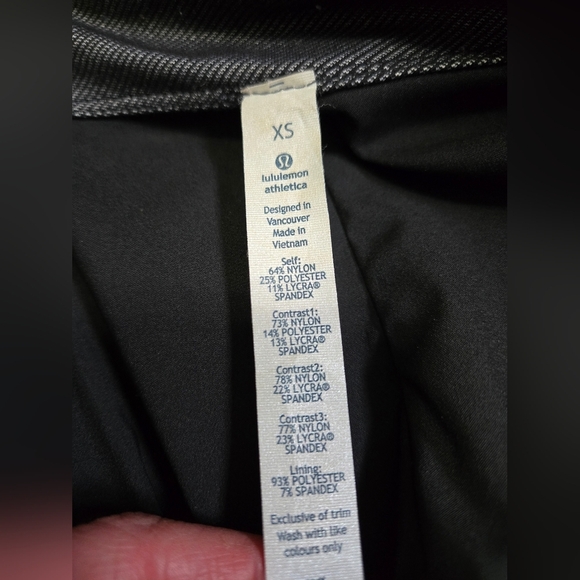 XS
lululemon
athletica
Designed in
Vancouver
Made in
Vietnam
Self:
64% NYLON
25% POLYESTER
11% LYCRA®
SPANDEX
Contrast1:
73% NYLON
14% POLYESTER
13% LYCRA®
SPANDEX
Contrast2:
78% NYLON
22% LYCRA®
SPANDEX
Contrast3:
77% NYLON
23% LYCRA®
SPANDEX
Lining:
93% POLYESTER
7% SPANDEX
Exclusive of trim
Wash with like
colours only